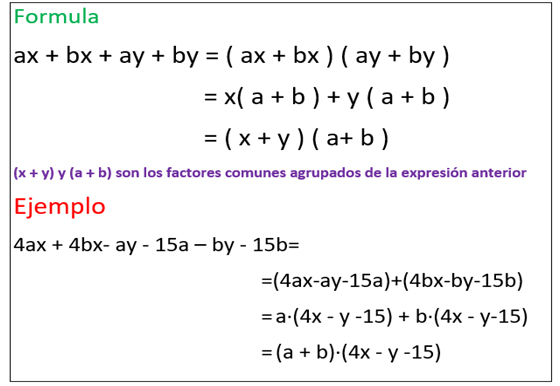 Formula
ax + bx + ay + by = ( ax + bx ) ( ay + by )
= x( a + b ) + y ( a + b )
= ( x + y ) ( a+ b )
(x + y) y (a + b) son los factores comunes agrupados de la expresión anterior
Ejemplo
4ax + 4bx- ay - 15a – by - 15b=
=(4ax-ay-15a)+(4bx-by-15b)
= a·(4x - y -15) + b·(4x - y-15)
= (a + b)·(4x - y -15)